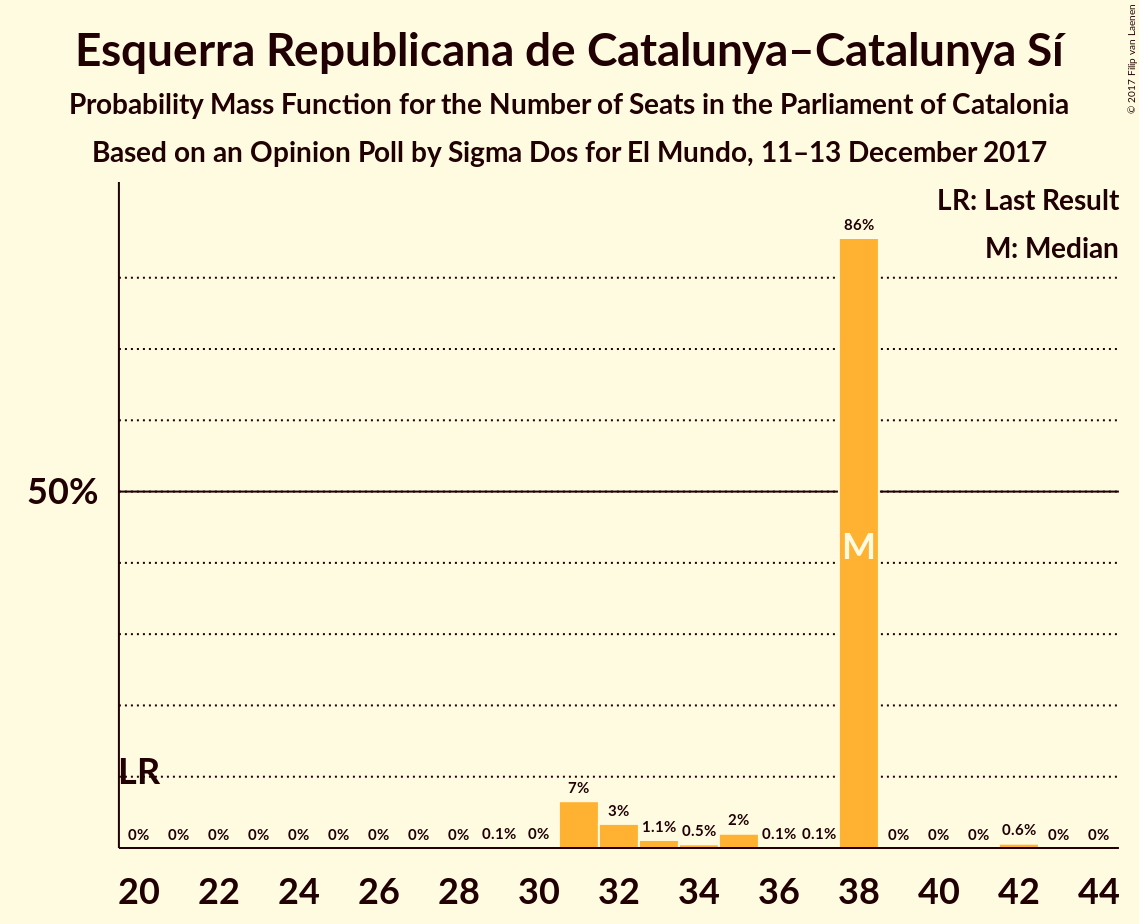 Esquerra Republicana de Catalunya–Catalunya Sí
Probability Mass Function for the Number of Seats in the Parliament of Catalonia
Based on an Opinion Poll by Sigma Dos for El Mundo, 11–13 December 2017
© 2017 Filip van Laenen
LR: Last Result
M: Median
86%
50%
M
LR
0% 0% 0% 0% 0% 0% 0% 0% 0% 0.1% 0% 7% 3% 1.1% 0.5% 2% 0.1% 0.1% 0% 0% 0% 0.6% 0% 0%
20 22 24 26 28 30 32 34 36 38 40 42 44